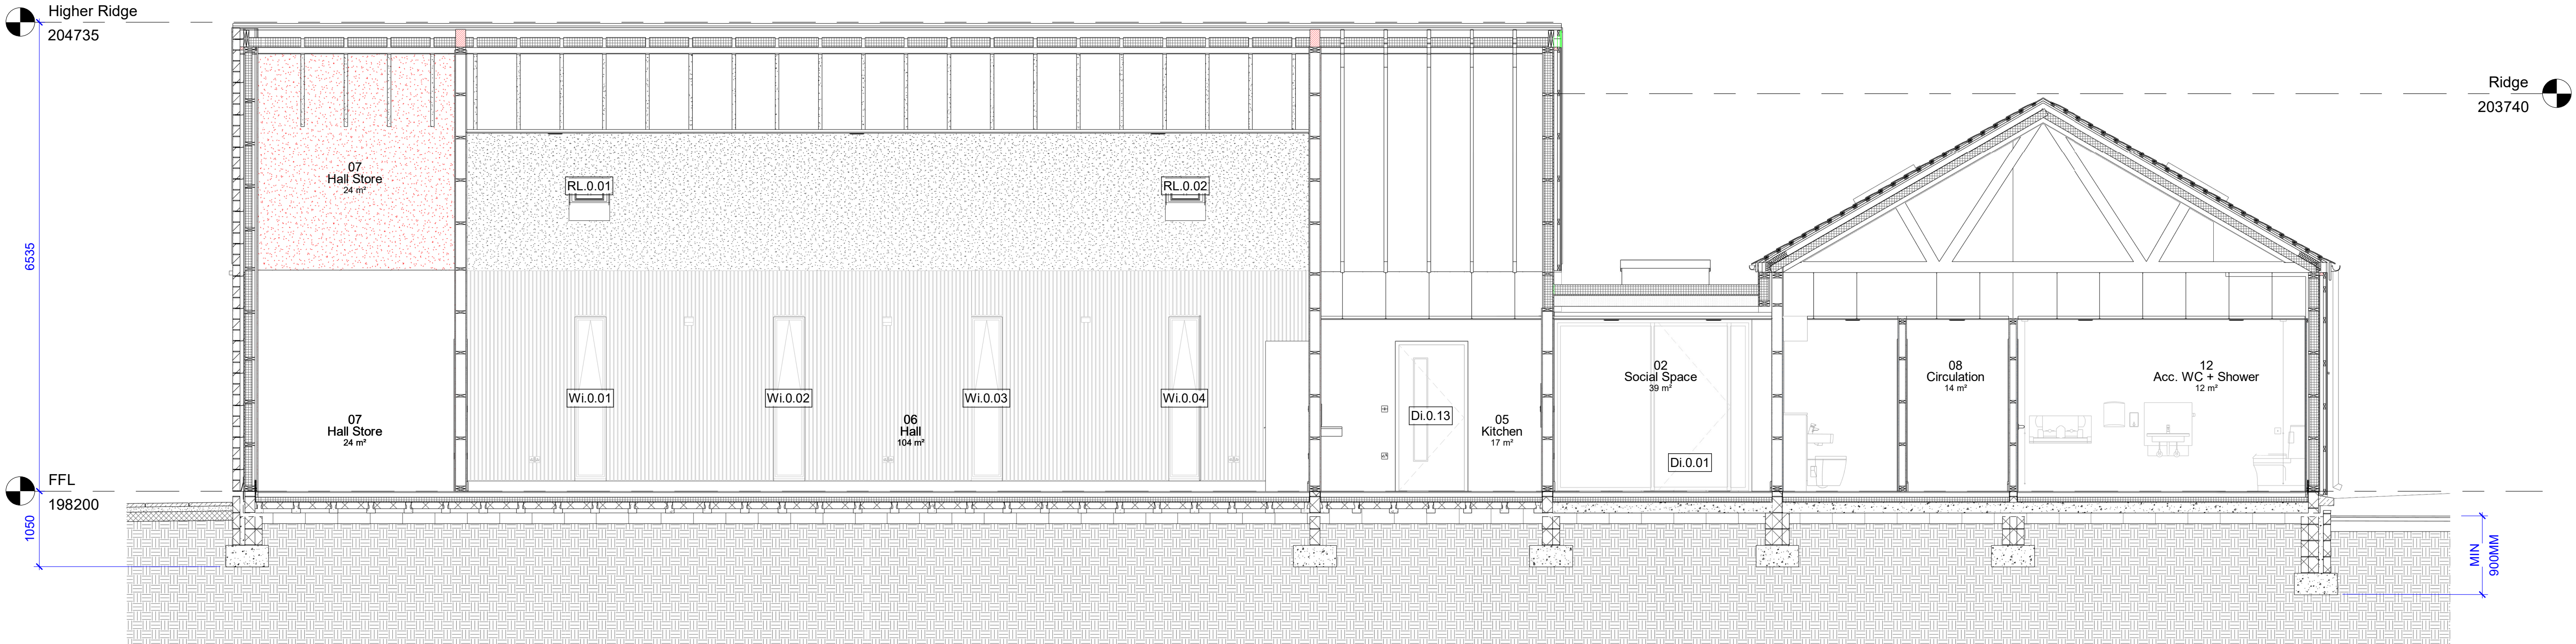 Higher Ridge
204735
Ridge
203740
07
Hall Store
24 m²
RL.0.01
RL.0.02
6535
02
Social Space
39 m²
08
Circulation
14 m²
12
Acc. WC + Shower
12 m²
Wi.0.01
Wi.0.02
Wi.0.03
Wi.0.04
Di.0.13
07
Hall Store
24 m²
06
Hall
104 m²
05
Kitchen
17 m²
Di.0.01
FFL
198200
1050
MIN
900MM